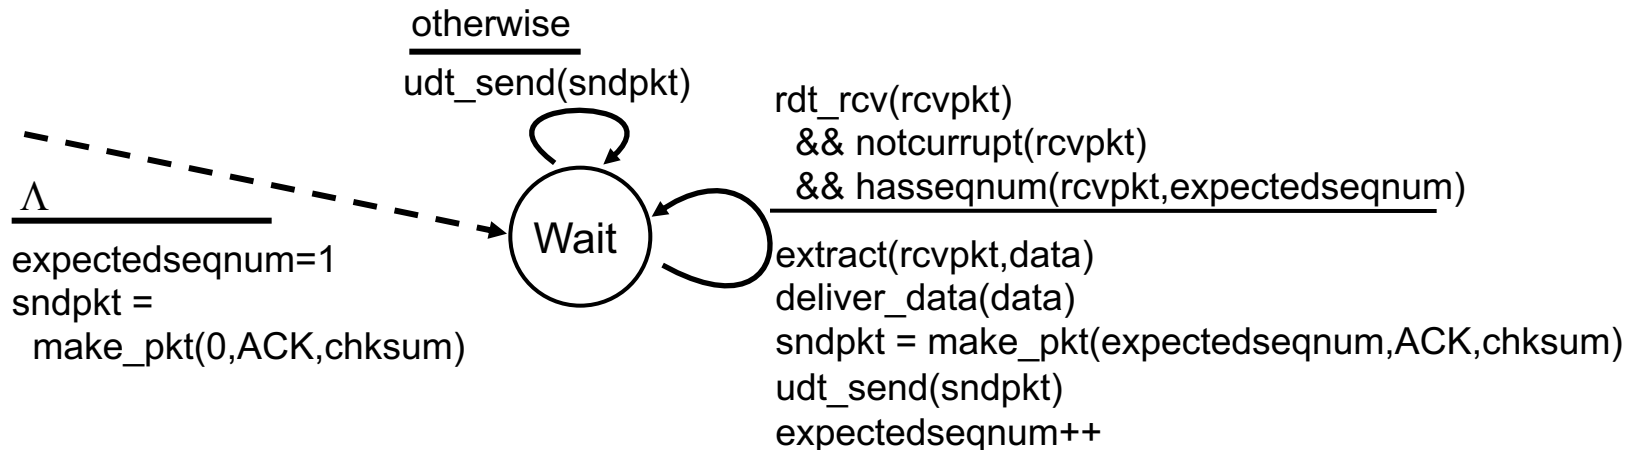 otherwise
udt_send(sndpkt)
rdt_rcv(rcvpkt)
&& notcurrupt(rcvpkt)
&& hasseqnum(rcvpkt,expectedseqnum)
Λ
expectedseqnum=1
sndpkt =
make_pkt(0,ACK,chksum)
Wait
extract(rcvpkt,data)
deliver_data(data)
sndpkt = make_pkt(expectedseqnum,ACK,chksum)
udt_send(sndpkt)
expectedseqnum++